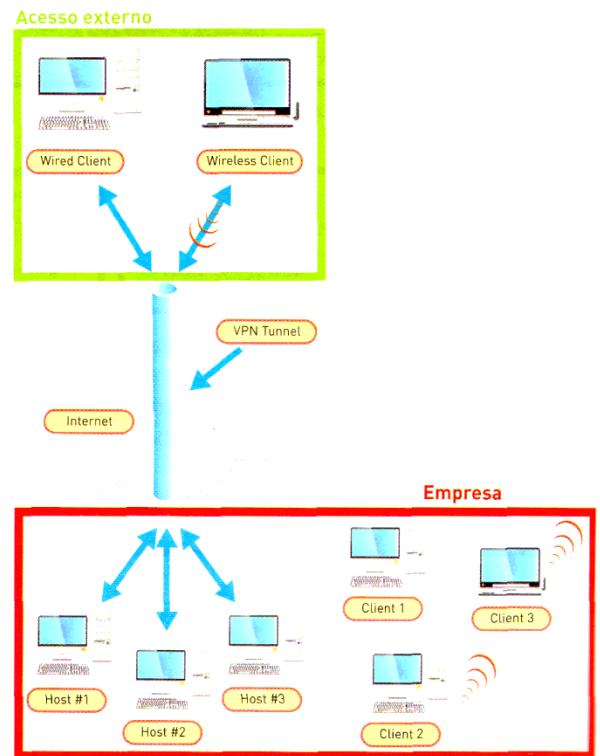 Acesso externo
Wired Client
Wireless Client
VPN Tunnel
Internet
Empresa
Client 1
Client 3
Host #1
Host #3
Host #2
Client 2